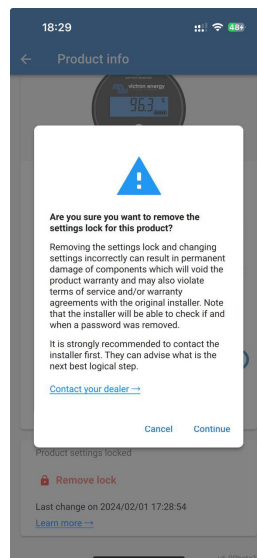 18:29
48
Product info
victron energy
96.3
Are you sure you want to remove the
settings lock for this product?
Removing the settings lock and changing
settings incorrectly can result in permanent
damage of components which will void the
product warranty and may also violate
terms of service and/or warranty
agreements with the original installer. Note
that the installer will be able to check if and
when a password was removed.
It is strongly recommended to contact the
installer first. They can advise what is the
next best logical step.
Contact your dealer →
Cancel Continue
Product settings locked
Remove lock
Last change on 2024/02/01 17:28:54
Learn more →